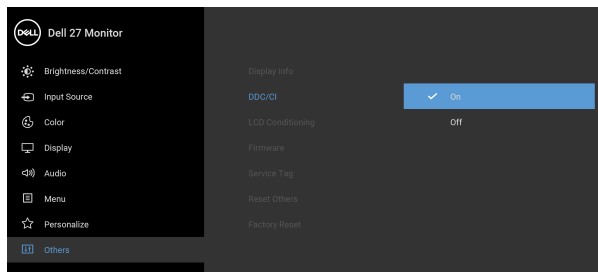 DELL Dell 27 Monitor
Brightness/Contrast
Input Source
Color
Display
Audio
Menu
Personalize
Others
Display Info
DDC/CI
LCD Conditioning
Firmware
Service Tag
Reset Others
Factory Reset
On
Off